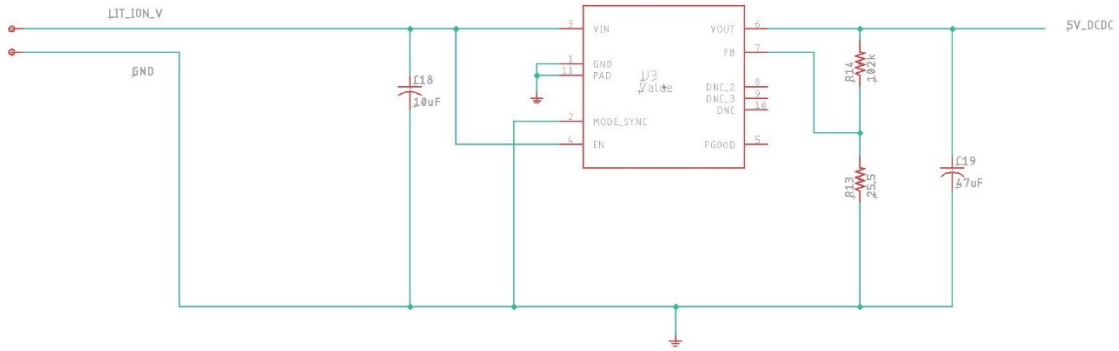 LIT_ION_V
5V_DCDC
GND
3 VIN
VOUT 6
FB 7
1 GND
11 PAD
U3
Value
DNC_2 8
DNC_3 9
DNC 10
2 MODE_SYNC
4 EN
PGOOD 5
C18
10uF
R14
102k
R13
25.5
C19
47uF